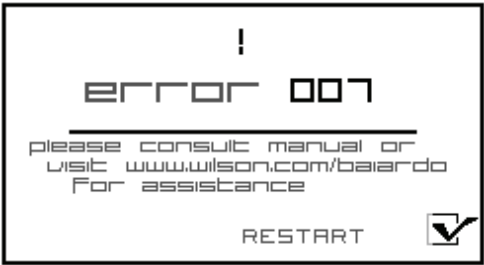 !
error 007
please consult manual or
visit www.wilson.com/baiardo
For assistance
RESTART